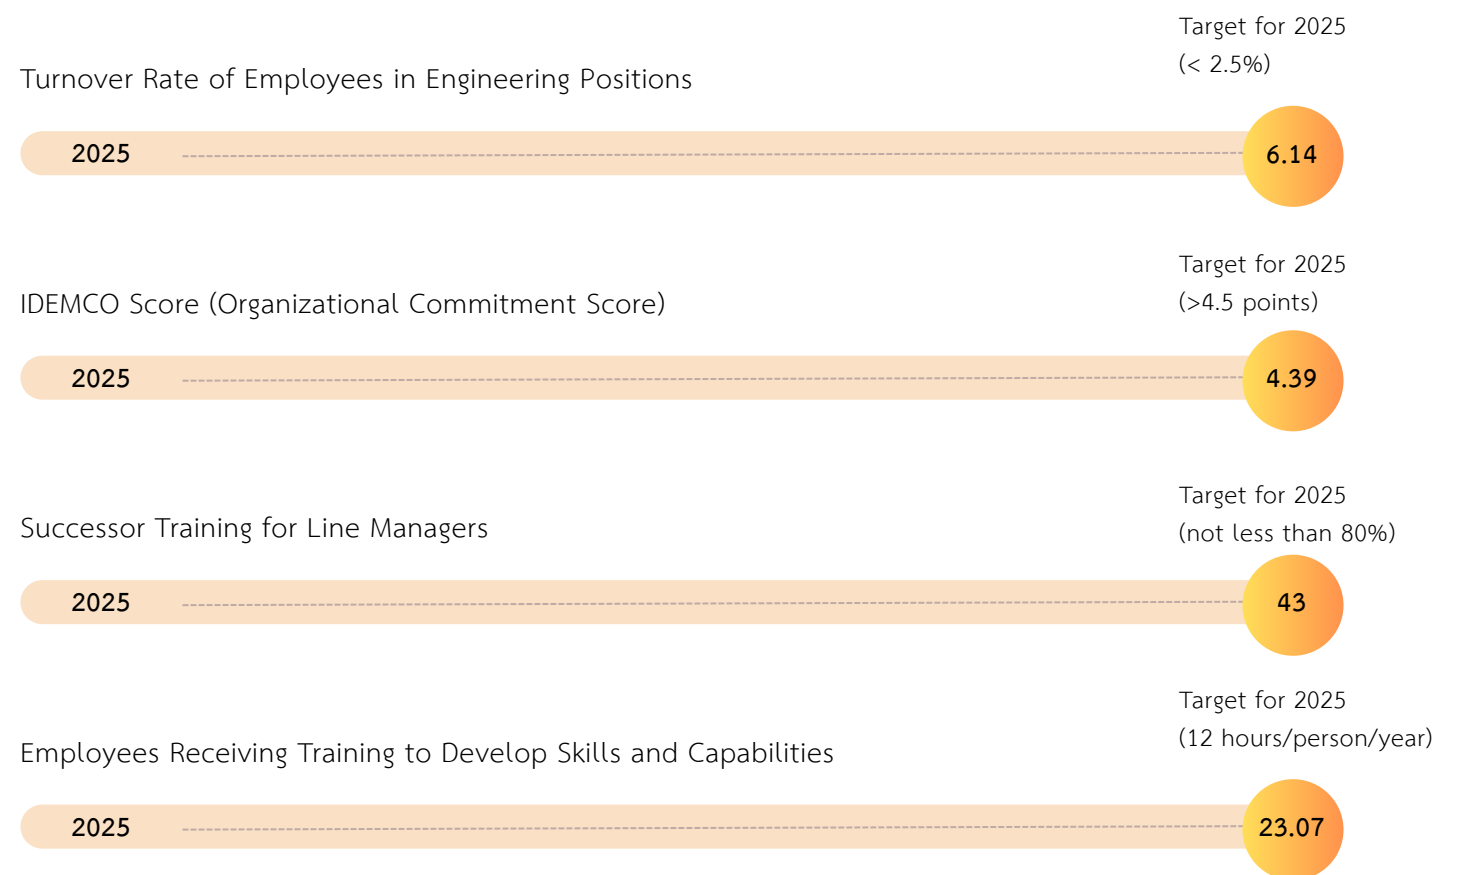 Target for 2025
(< 2.5%)
Turnover Rate of Employees in Engineering Positions
2025
6.14
Target for 2025
(>4.5 points)
IDEMCO Score (Organizational Commitment Score)
2025
4.39
Target for 2025
(not less than 80%)
Successor Training for Line Managers
2025
43
Target for 2025
(12 hours/person/year)
Employees Receiving Training to Develop Skills and Capabilities
2025
23.07